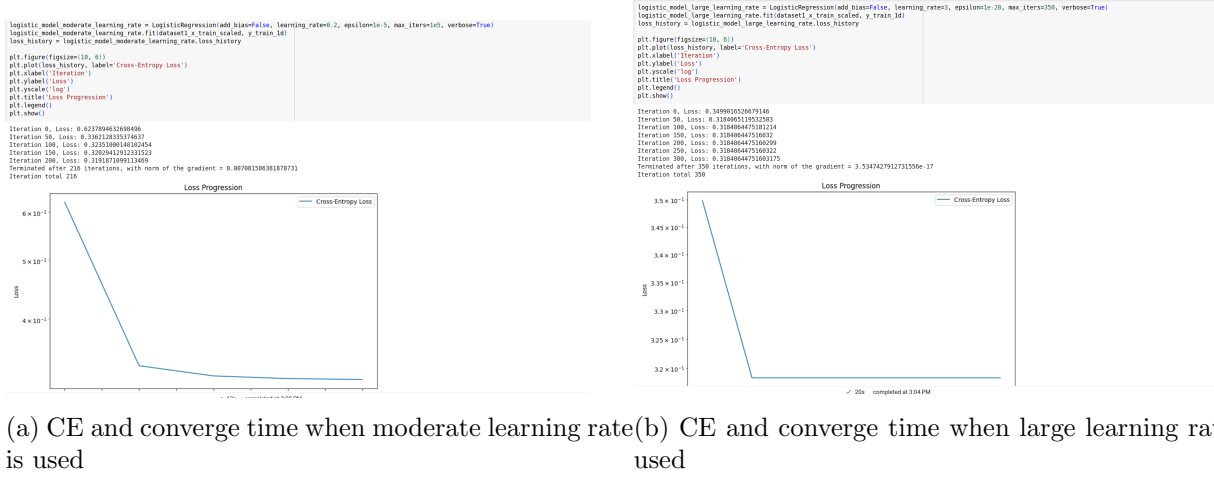 logistic_model_moderate_learning_rate = LogisticRegression(add_bias=False, learning_rate=0.2, epsilon=1e-5, max_iters=1e5, verbose=True)
logistic_model_moderate_learning_rate.fit(dataset1_x_train_scaled, y_train_1d)
loss_history = logistic_model_moderate_learning_rate.loss_history
plt.figure(figsize=(10, 6))
plt.plot(loss_history, label='Cross-Entropy Loss')
plt.xlabel('Iteration')
plt.ylabel('Loss')
plt.yscale('log')
plt.title('Loss Progression')
plt.legend()
plt.show()
Iteration 0, Loss: 0.6237894632698496
Iteration 50, Loss: 0.3362128335374637
Iteration 100, Loss: 0.32351000140102454
Iteration 150, Loss: 0.32029412912331523
Iteration 200, Loss: 0.3191871099113469
Terminated after 216 iterations, with norm of the gradient = 0.007081586381878731
Iteration total 216
Loss Progression
Cross-Entropy Loss
6 × 10⁻¹
5 × 10⁻¹
4 × 10⁻¹
Loss
(a) CE and converge time when moderate learning rate
is used
logistic_model_large_learning_rate = LogisticRegression(add_bias=False, learning_rate=3, epsilon=1e-20, max_iters=350, verbose=True)
logistic_model_large_learning_rate.fit(dataset1_x_train_scaled, y_train_1d)
loss_history = logistic_model_large_learning_rate.loss_history
plt.figure(figsize=(10, 6))
plt.plot(loss_history, label='Cross-Entropy Loss')
plt.xlabel('Iteration')
plt.ylabel('Loss')
plt.yscale('log')
plt.title('Loss Progression')
plt.legend()
plt.show()
Iteration 0, Loss: 0.3499016526679146
Iteration 50, Loss: 0.3184065119532583
Iteration 100, Loss: 0.3184064475181214
Iteration 150, Loss: 0.318406447516032
Iteration 200, Loss: 0.3184064475160299
Iteration 250, Loss: 0.3184064475160322
Iteration 300, Loss: 0.31840644751603175
Terminated after 350 iterations, with norm of the gradient = 3.5347427912731556e-17
Iteration total 350
Loss Progression
Cross-Entropy Loss
3.5 × 10⁻¹
3.45 × 10⁻¹
3.4 × 10⁻¹
3.35 × 10⁻¹
3.3 × 10⁻¹
3.25 × 10⁻¹
3.2 × 10⁻¹
Loss
✓ 20s completed at 3:04 PM
(b) CE and converge time when large learning ra
used